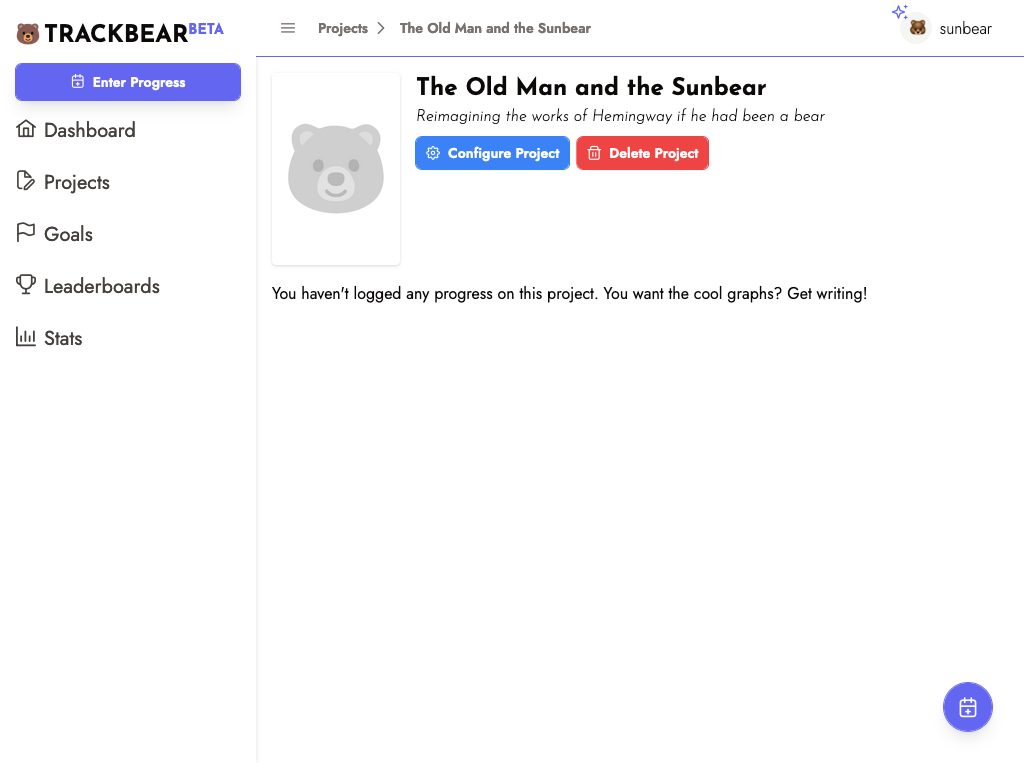 TRACKBEAR BETA
Enter Progress
Dashboard
Projects
Goals
Leaderboards
Stats
Projects > The Old Man and the Sunbear
sunbear
The Old Man and the Sunbear
Reimagining the works of Hemingway if he had been a bear
Configure Project
Delete Project
You haven't logged any progress on this project. You want the cool graphs? Get writing!